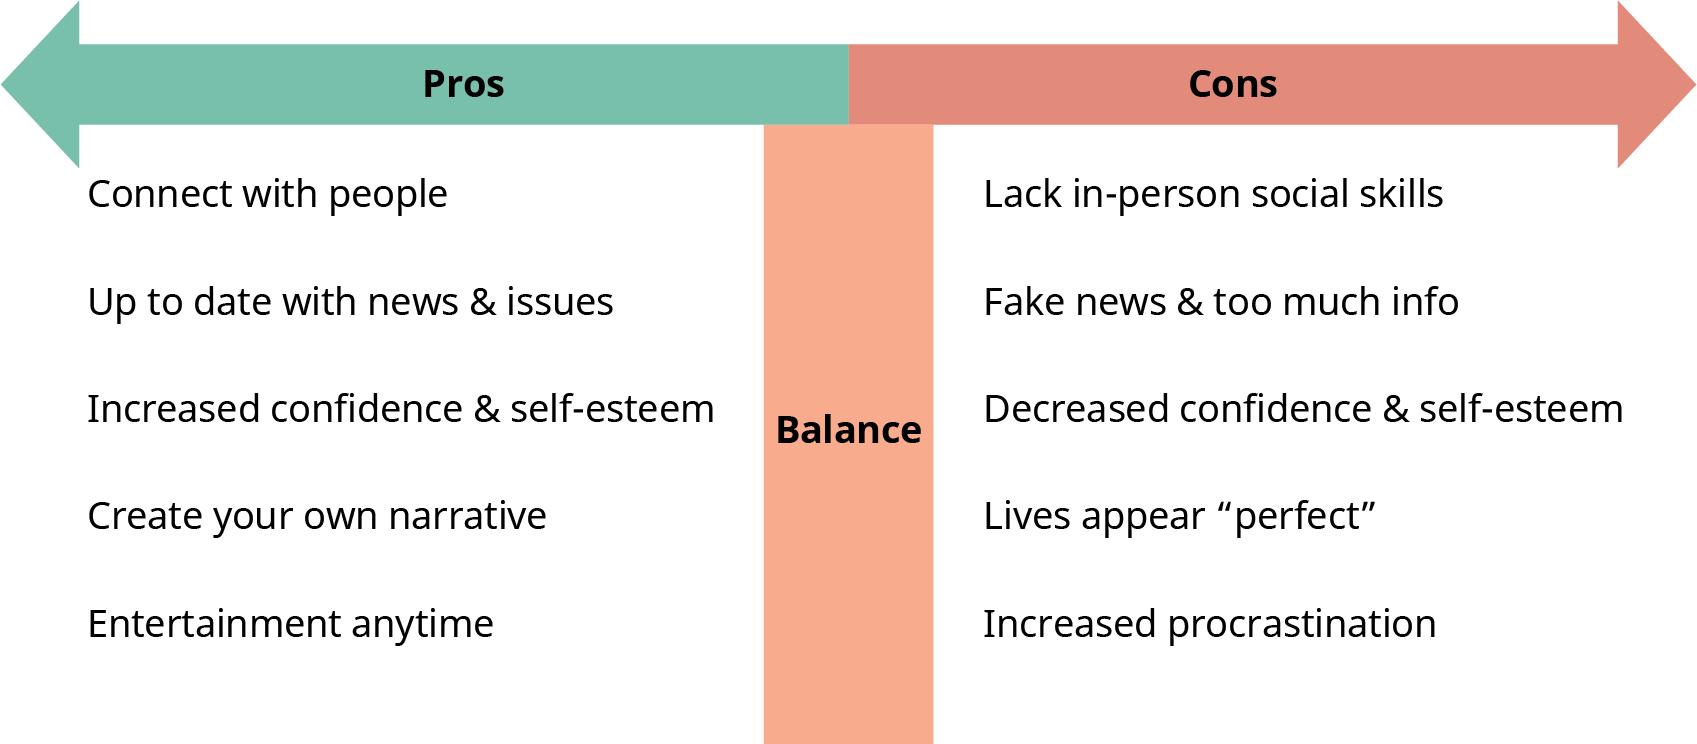 Pros
Cons
Connect with people
Lack in-person social skills
Up to date with news & issues
Fake news & too much info
Increased confidence & self-esteem
Decreased confidence & self-esteem
Balance
Create your own narrative
Lives appear “perfect”
Entertainment anytime
Increased procrastination